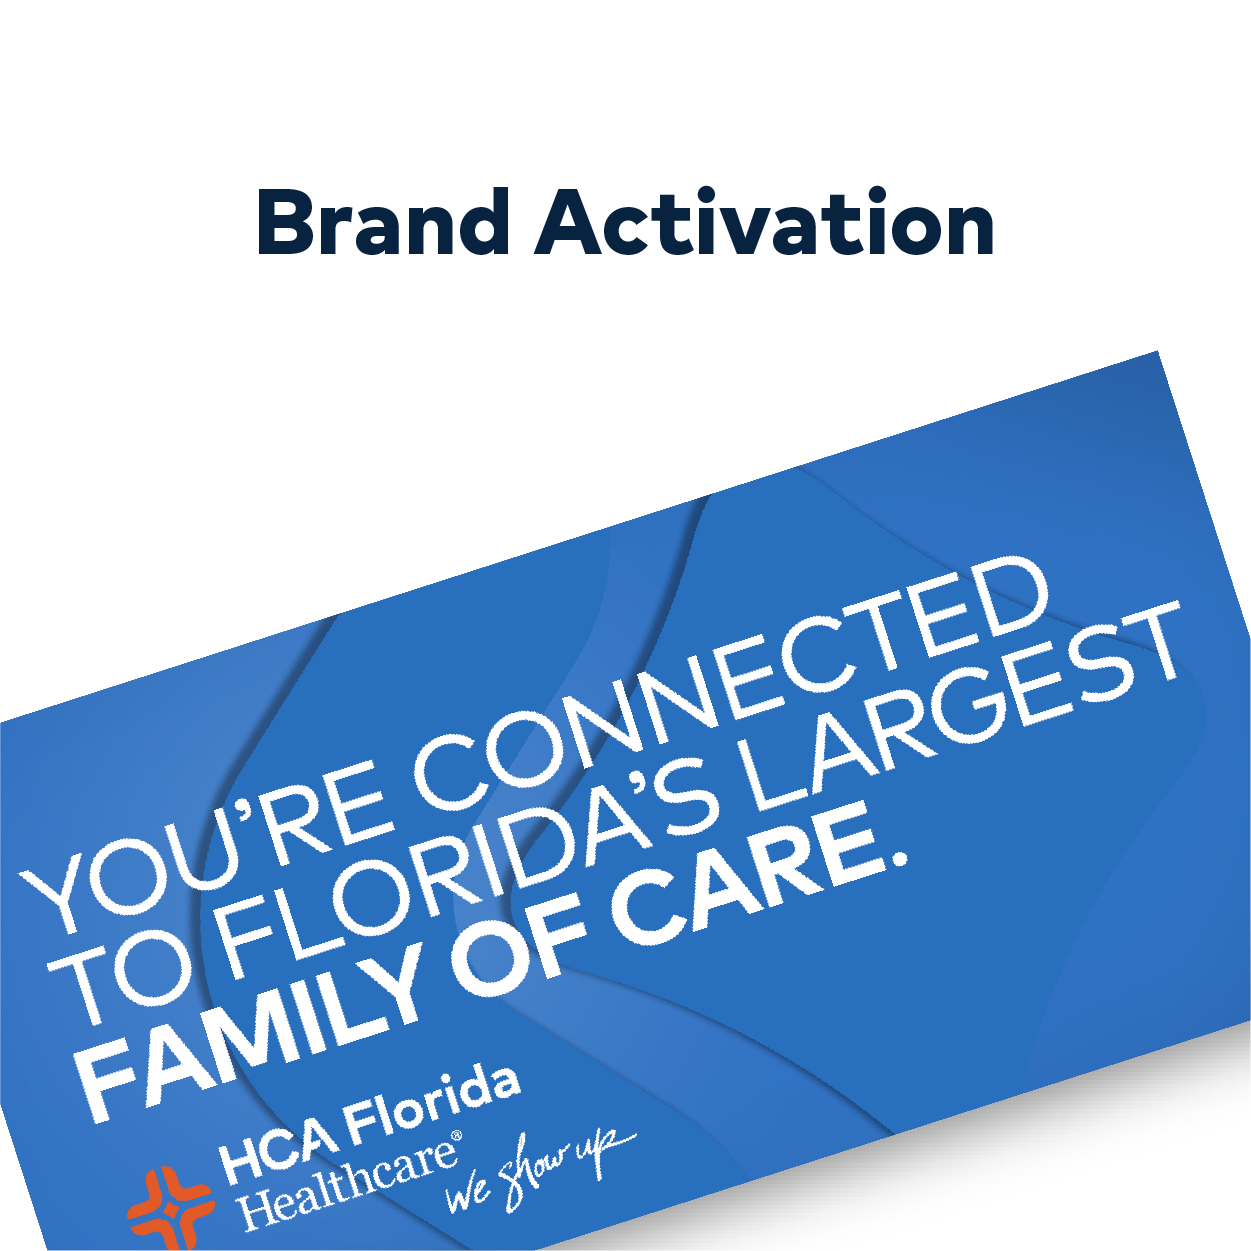 Brand Activation
YOU’RE CONNECTED
TO FLORIDA’S LARGEST
FAMILY OF CARE.
HCA Florida
Healthcare®
We show up